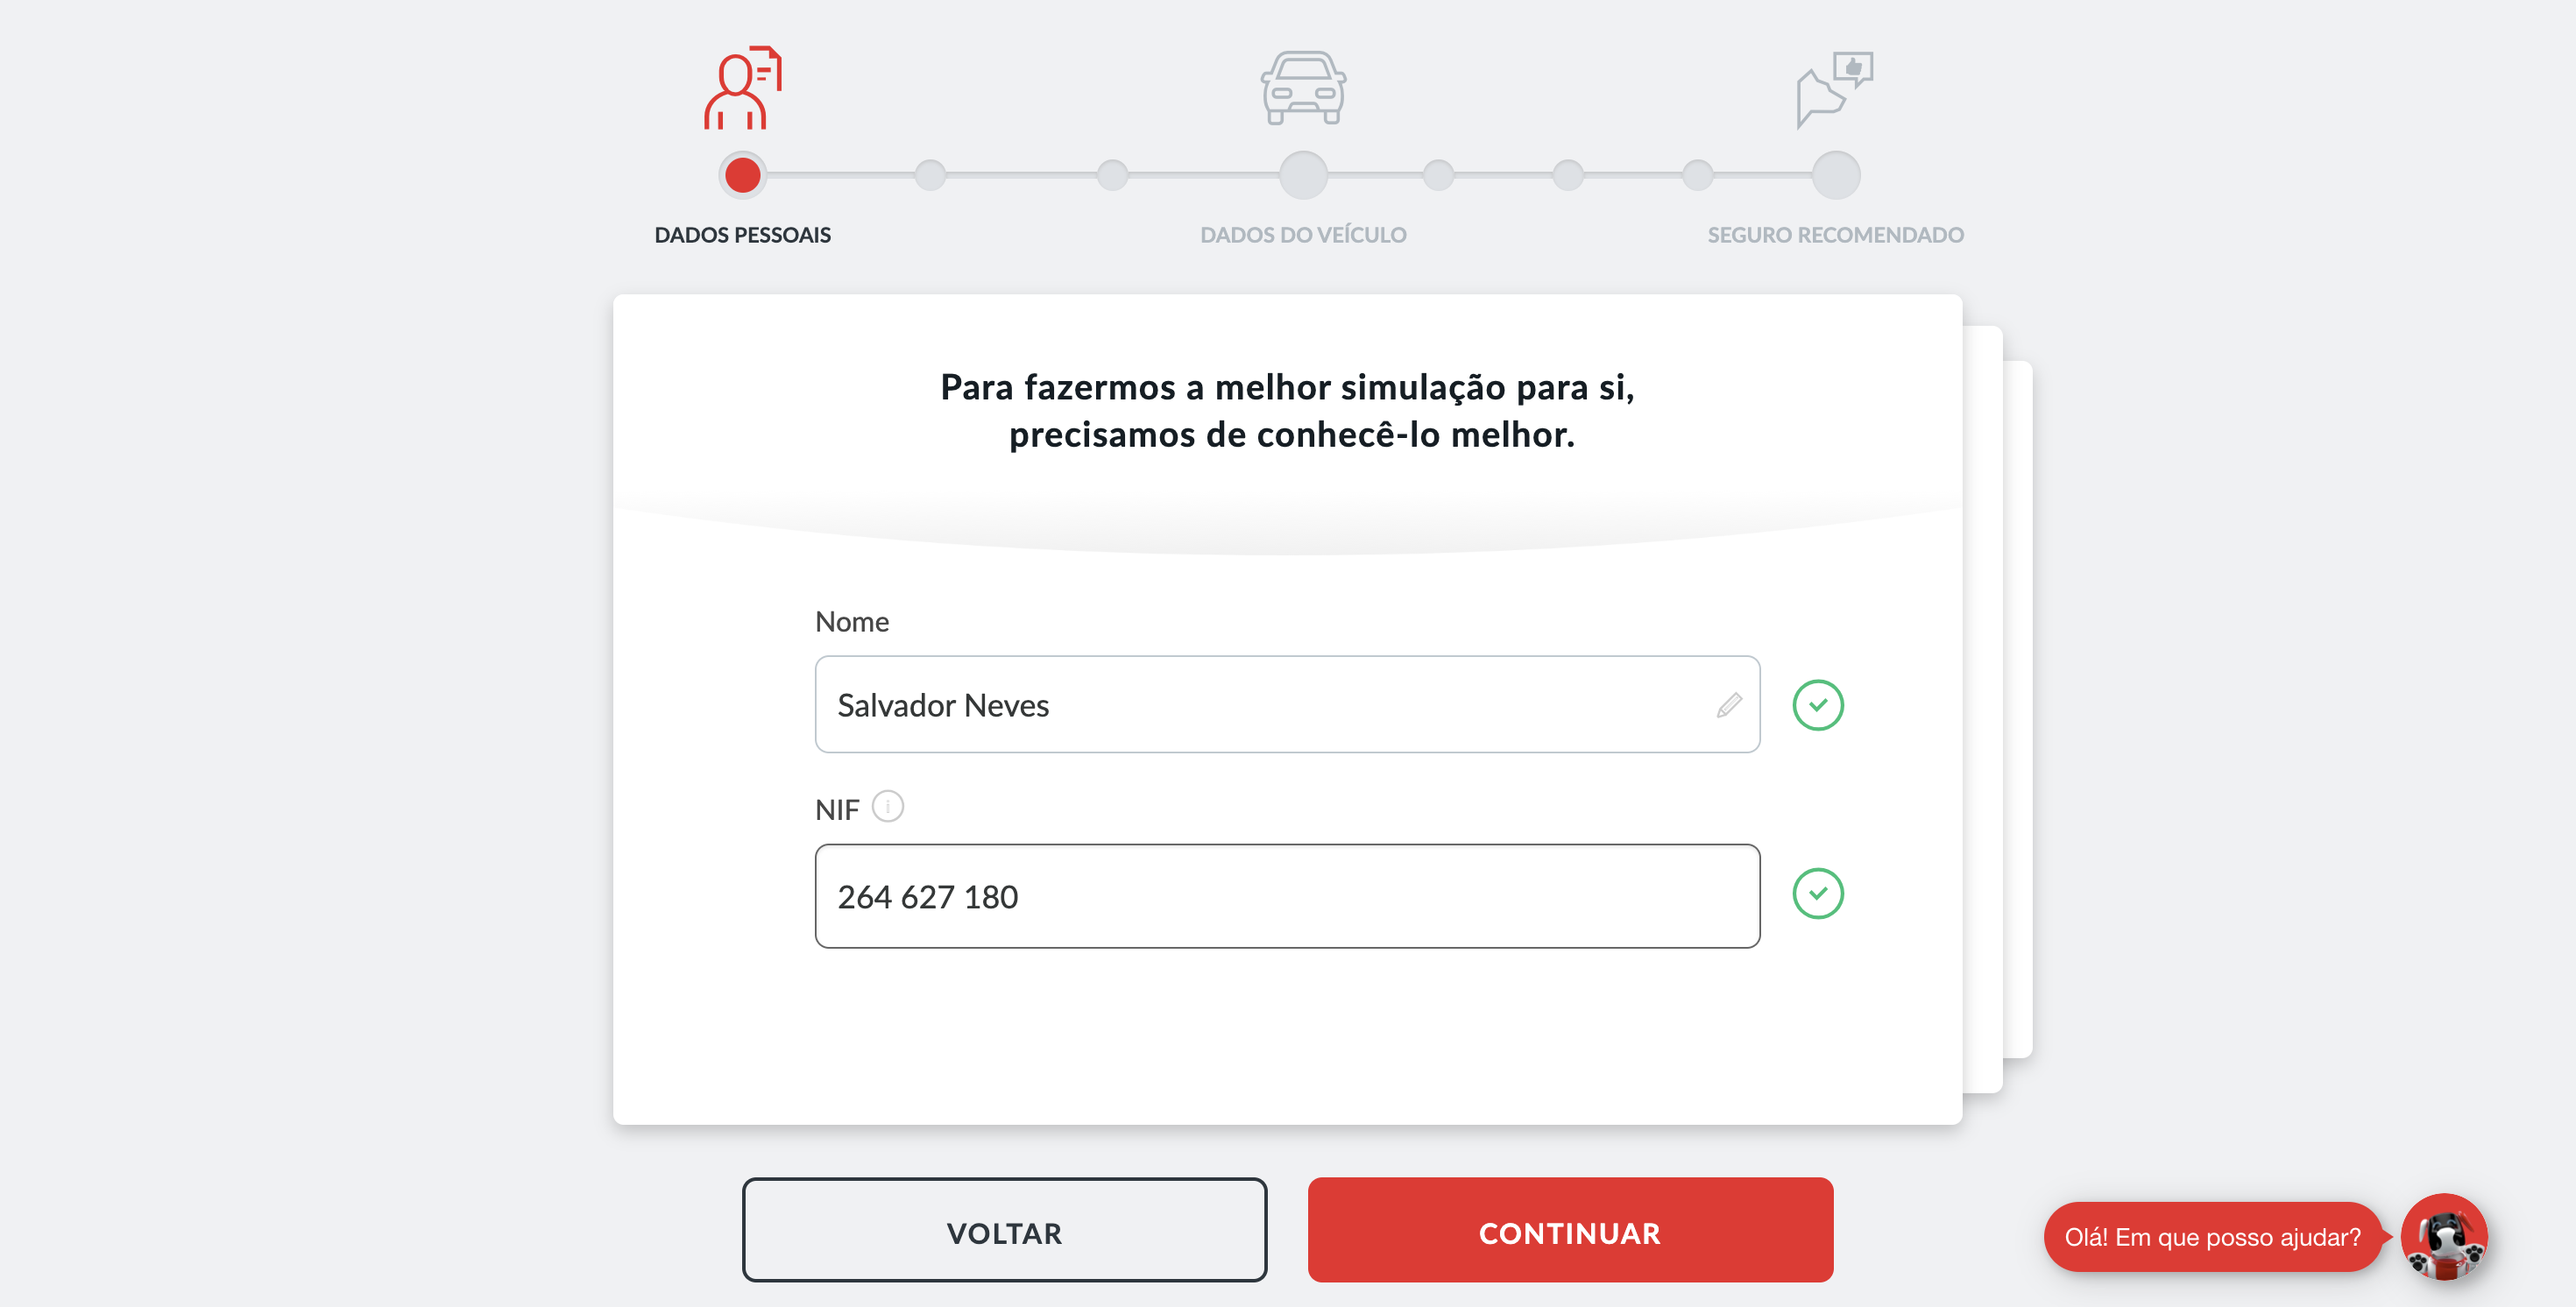 DADOS PESSOAIS
DADOS DO VEÍCULO
SEGURO RECOMENDADO
Para fazermos a melhor simulação para si,
precisamos de conhecê-lo melhor.
Nome
Salvador Neves
NIF
264 627 180
VOLTAR
CONTINUAR
Olá! Em que posso ajudar?